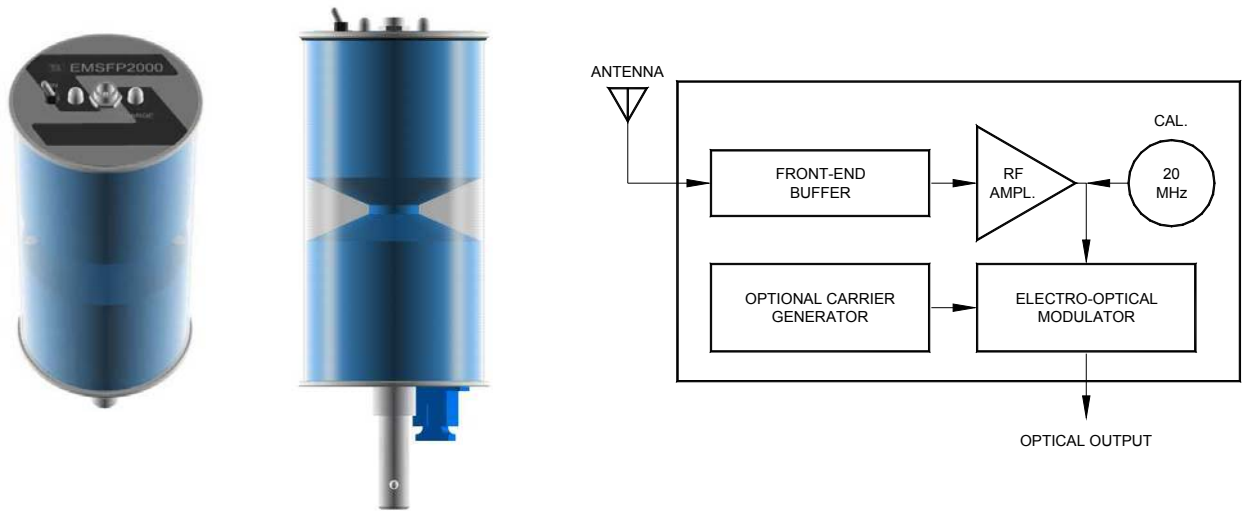 EMSFP2000
ANTENNA
CAL.
FRONT-END
BUFFER
RF
AMPL.
20
MHz
OPTIONAL CARRIER
GENERATOR
ELECTRO-OPTICAL
MODULATOR
OPTICAL OUTPUT